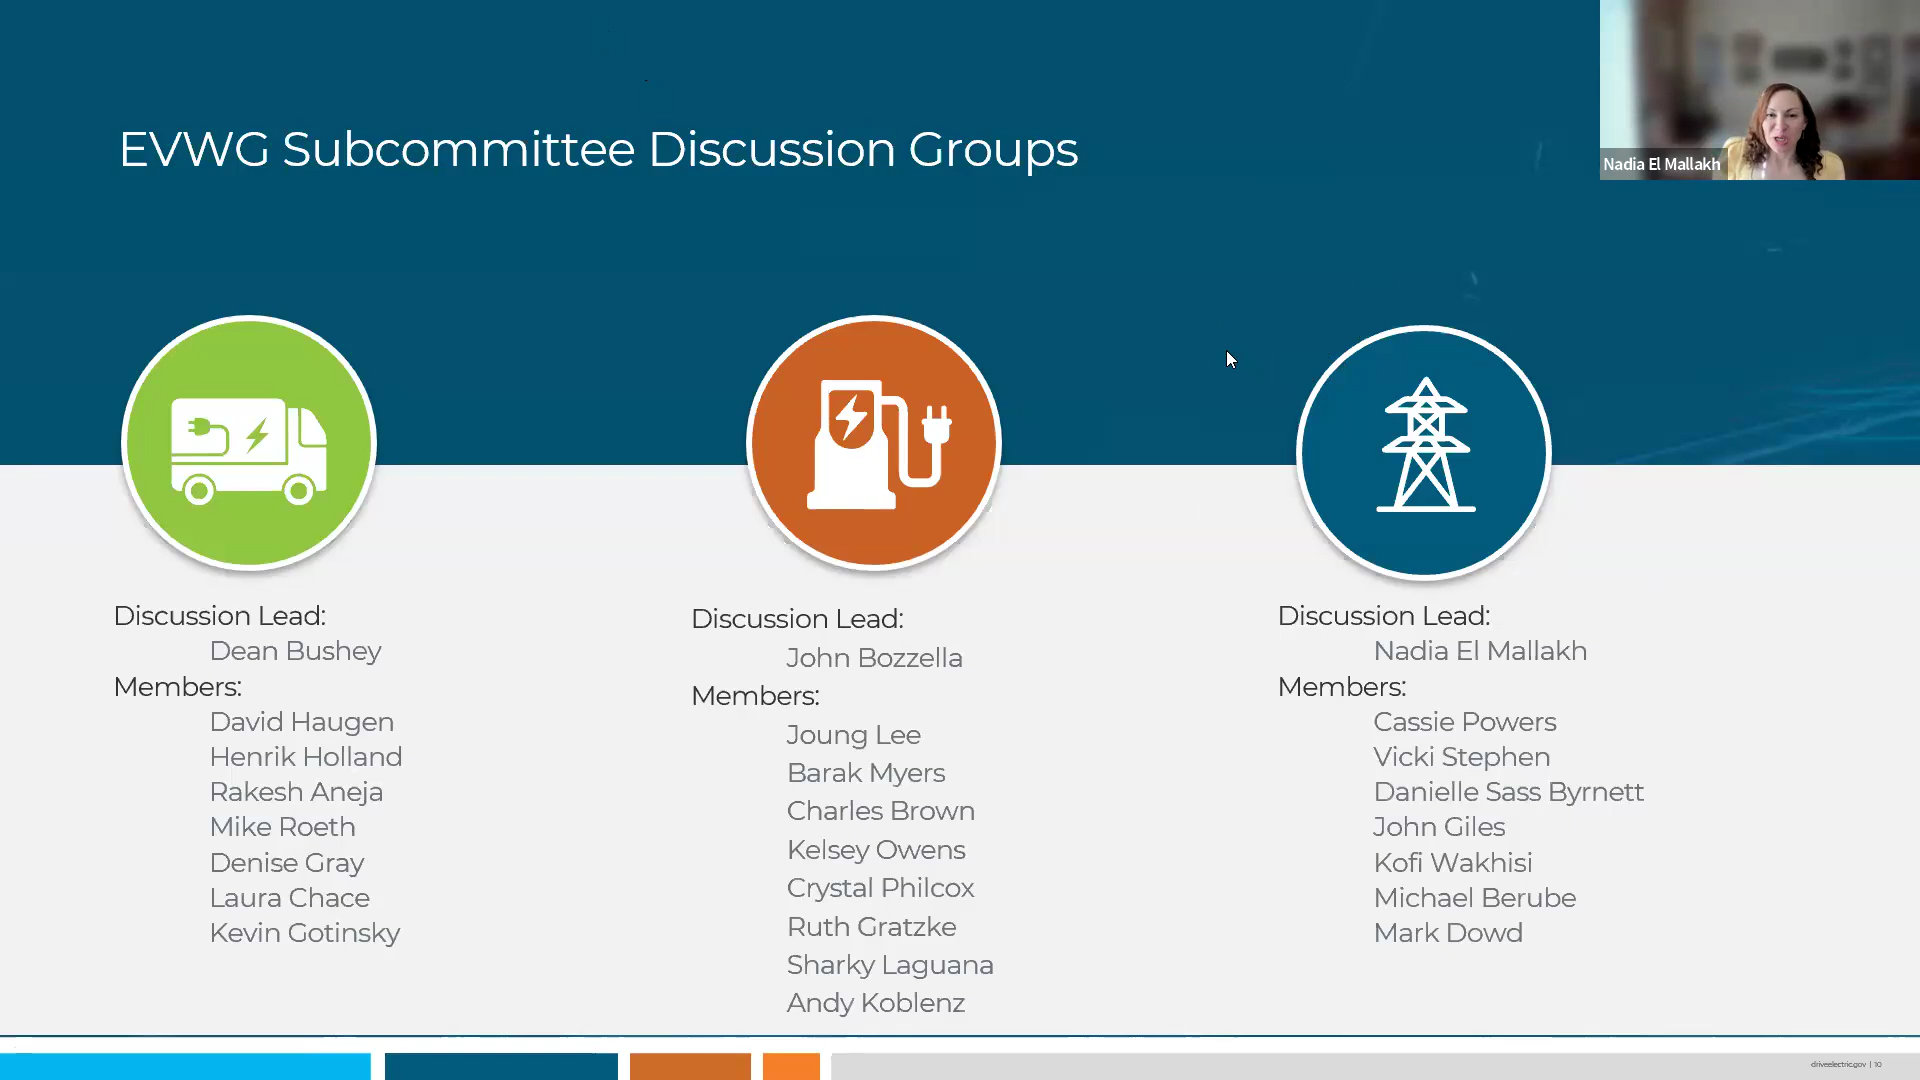 EVWG Subcommittee Discussion Groups
Nadia El Mallakh
Discussion Lead:
Dean Bushey
Members:
David Haugen
Henrik Holland
Rakesh Aneja
Mike Roeth
Denise Gray
Laura Chace
Kevin Gotinsky
Discussion Lead:
John Bozzella
Members:
Joung Lee
Barak Myers
Charles Brown
Kelsey Owens
Crystal Philcox
Ruth Gratzke
Sharky Laguana
Andy Koblenz
Discussion Lead:
Nadia El Mallakh
Members:
Cassie Powers
Vicki Stephen
Danielle Sass Byrnett
John Giles
Kofi Wakhisi
Michael Berube
Mark Dowd
driveelectric.gov | 10